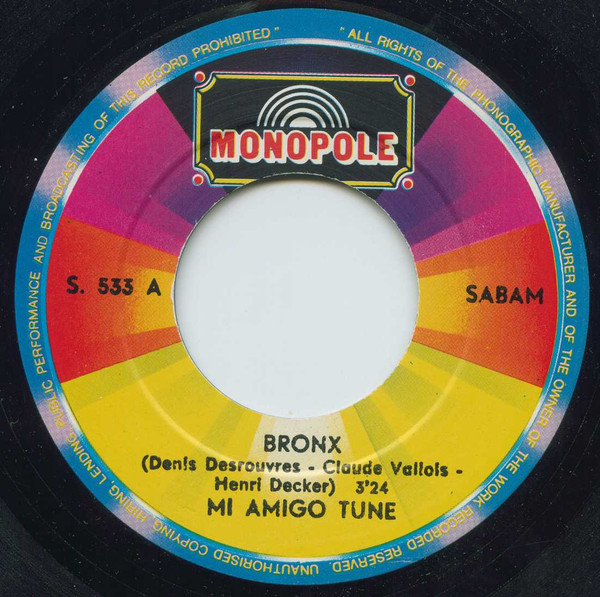 "ALL RIGHTS OF THE PHONOGRAPHIC MANUFACTURER AND OF THE OWNER OF THE WORK RECORDED RESERVED. UNAUTHORISED COPYING, HIRING, LENDING PUBLIC PERFORMANCE AND BROADCASTING OF THIS RECORD PROHIBITED"
MONOPOLE
S. 533 A
SABAM
BRONX
(Denis Desrouvres - Claude Vallois -
Henri Decker) 3'24
MI AMIGO TUNE